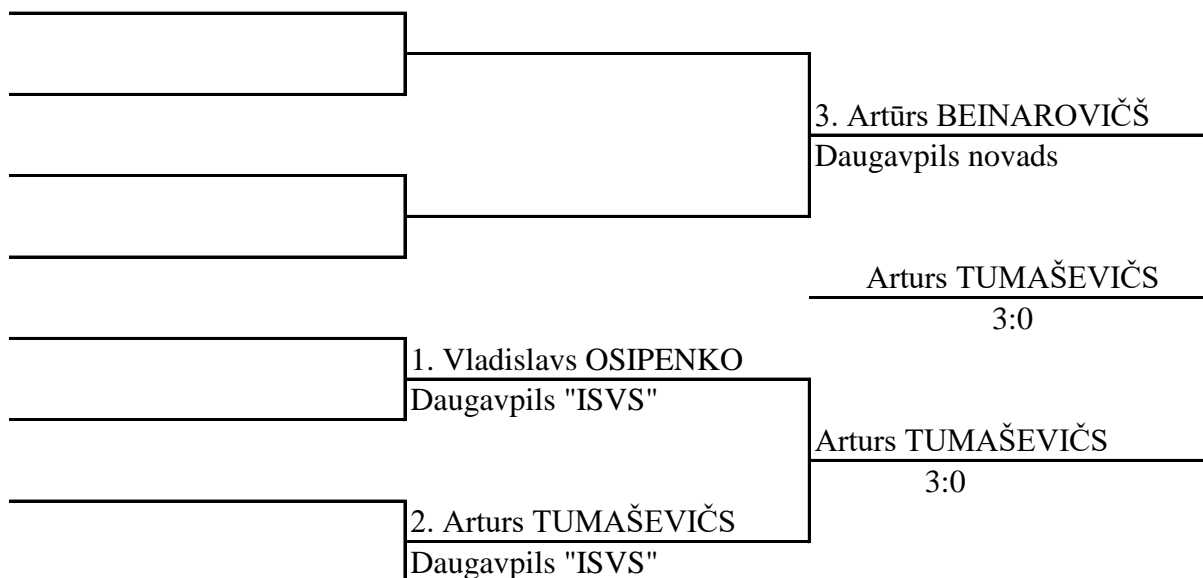 3. Artūrs BEINAROVIČŠ
Daugavpils novads
Arturs TUMAŠEVIČS
3:0
1. Vladislavs OSIPENKO
Daugavpils "ISVS"
Arturs TUMAŠEVIČS
3:0
2. Arturs TUMAŠEVIČS
Daugavpils "ISVS"